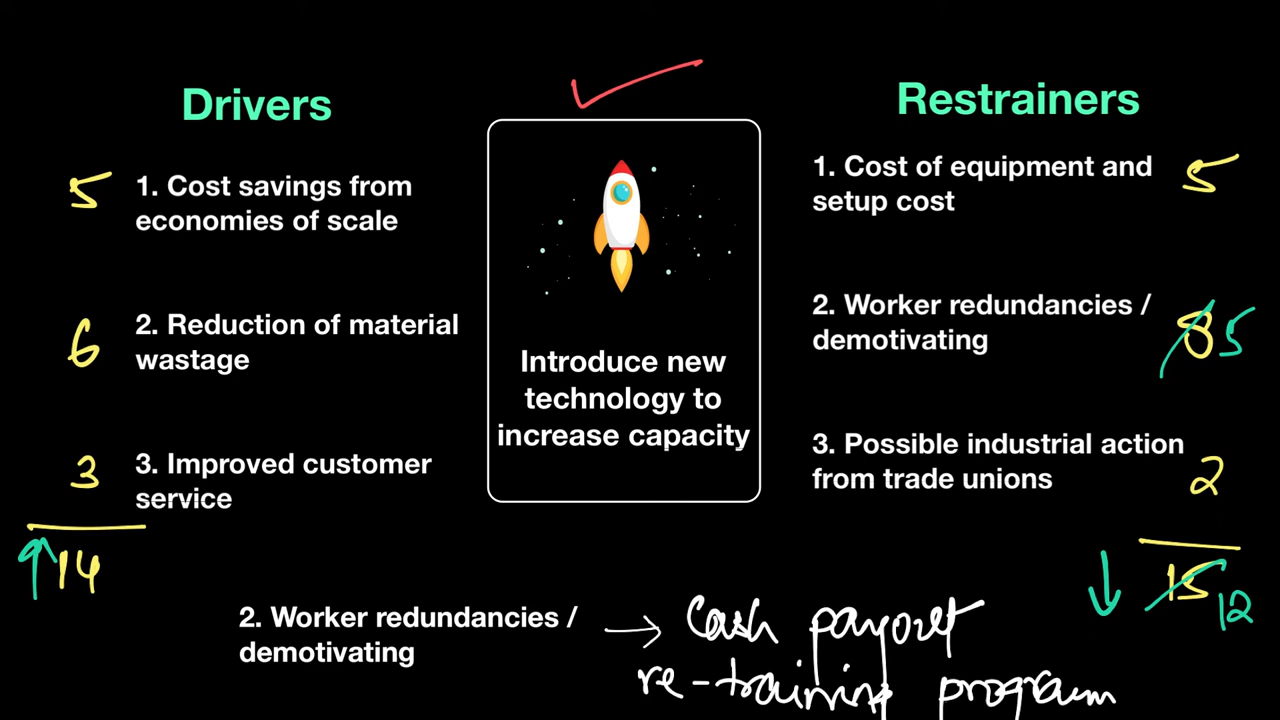 Drivers
5 1. Cost savings from
economies of scale
6 2. Reduction of material
wastage
3 3. Improved customer
service
14
Introduce new
technology to
increase capacity
Restrainers
1. Cost of equipment and 5
setup cost
2. Worker redundancies /
demotivating 8 5
3. Possible industrial action
from trade unions 2
15 12
2. Worker redundancies /
demotivating
Cash payout
re-training program